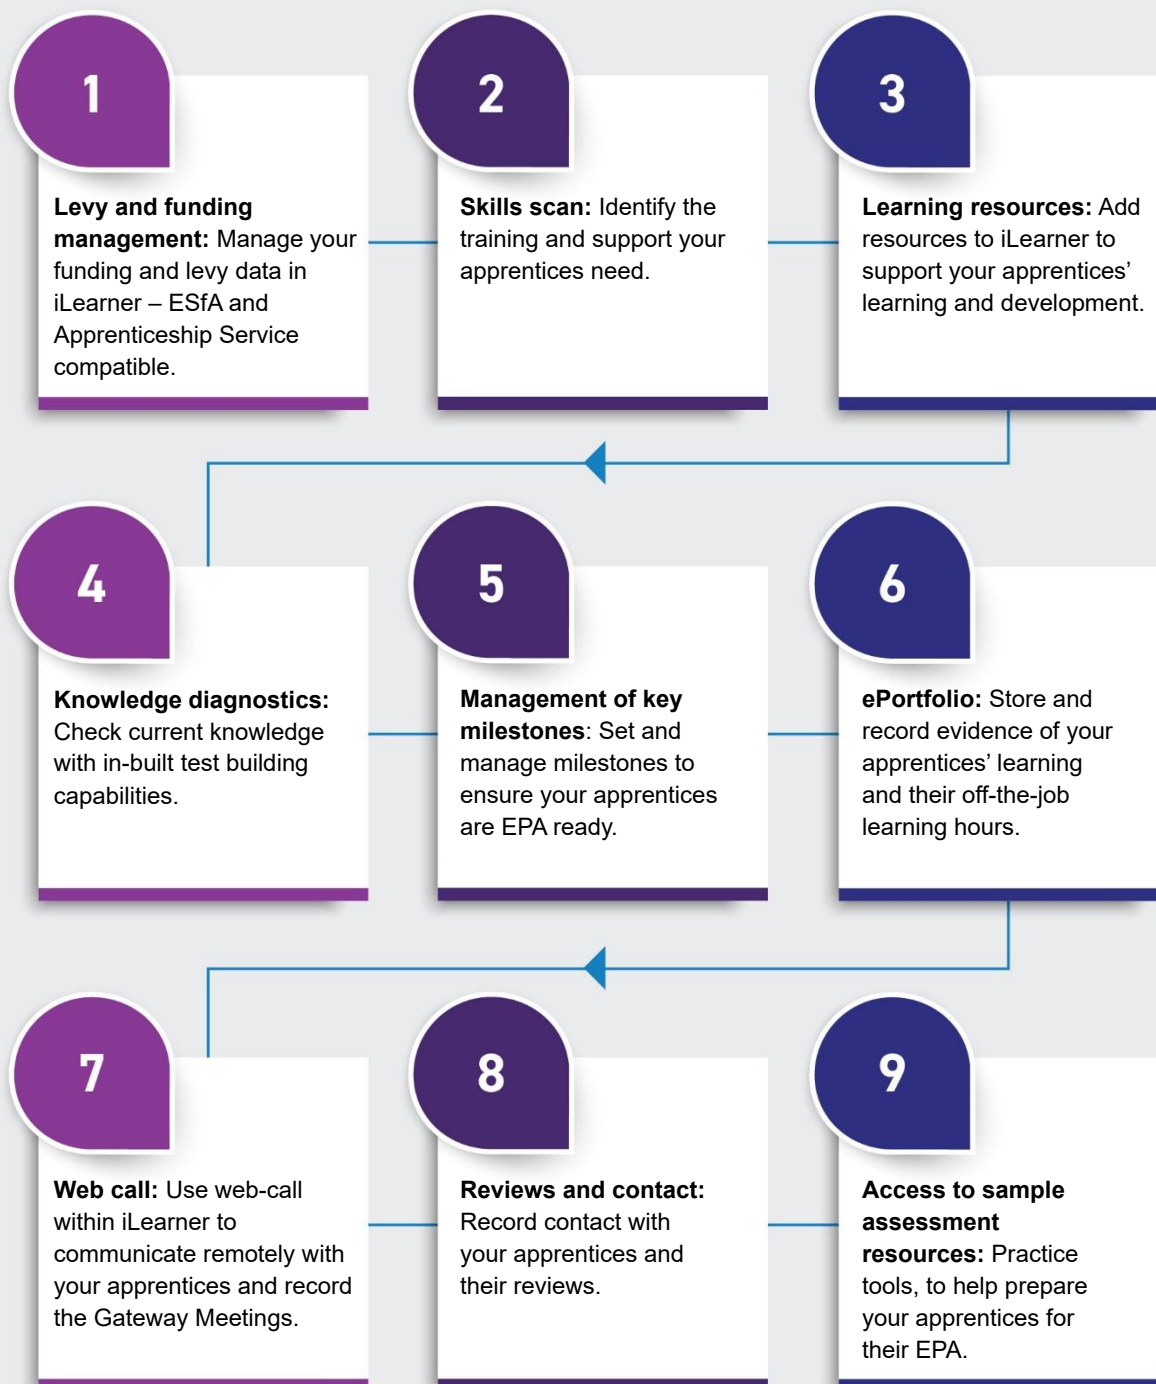 1
Levy and funding
management: Manage your
funding and levy data in
iLearner – ESfA and
Apprenticeship Service
compatible.
2
Skills scan: Identify the
training and support your
apprentices need.
3
Learning resources: Add
resources to iLearner to
support your apprentices’
learning and development.
4
Knowledge diagnostics:
Check current knowledge
with in-built test building
capabilities.
5
Management of key
milestones: Set and
manage milestones to
ensure your apprentices
are EPA ready.
6
ePortfolio: Store and
record evidence of your
apprentices’ learning
and their off-the-job
learning hours.
7
Web call: Use web-call
within iLearner to
communicate remotely with
your apprentices and record
the Gateway Meetings.
8
Reviews and contact:
Record contact with
your apprentices and
their reviews.
9
Access to sample
assessment
resources: Practice
tools, to help prepare
your apprentices for
their EPA.